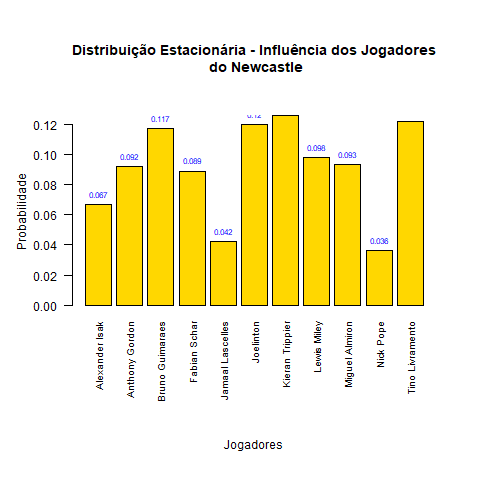 Distribuição Estacionária - Influência dos Jogadores
do Newcastle
Probabilidade
0.12
0.10
0.08
0.06
0.04
0.02
0.00
0.067
0.092
0.117
0.089
0.042
0.12
0.098
0.093
0.036
Alexander Isak
Anthony Gordon
Bruno Guimaraes
Fabian Schar
Jamaal Lascelles
Joelinton
Kieran Trippier
Lewis Miley
Miguel Almiron
Nick Pope
Tino Livramento
Jogadores